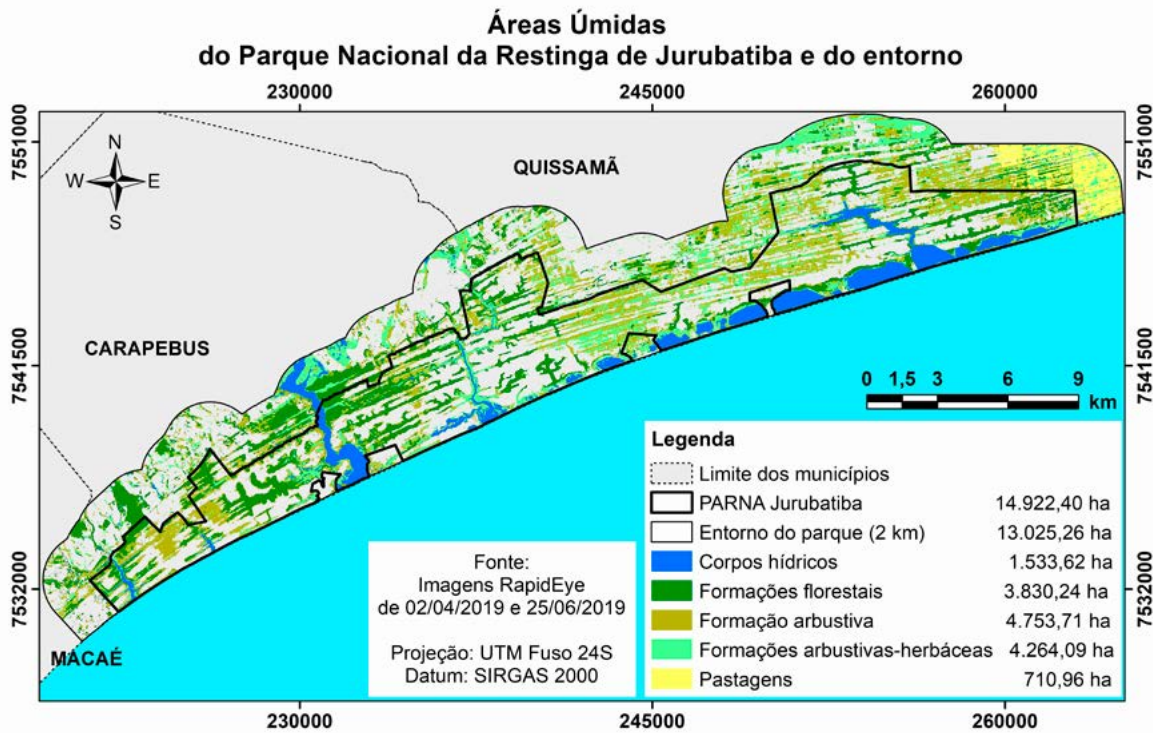 Áreas Úmidas
do Parque Nacional da Restinga de Jurubatiba e do entorno
230000 245000 260000
7551000 7551000
N
W E
S
QUISSAMÃ
CARAPEBUS
7541500 7541500
0 1,5 3 6 9
km
Legenda
Limite dos municípios
PARNA Jurubatiba 14.922,40 ha
Entorno do parque (2 km) 13.025,26 ha
Corpos hídricos 1.533,62 ha
Formações florestais 3.830,24 ha
Formação arbustiva 4.753,71 ha
Formações arbustivas-herbáceas 4.264,09 ha
Pastagens 710,96 ha
Fonte:
Imagens RapidEye
de 02/04/2019 e 25/06/2019
Projeção: UTM Fuso 24S
Datum: SIRGAS 2000
7532000 7532000
MACAÉ
230000 245000 260000